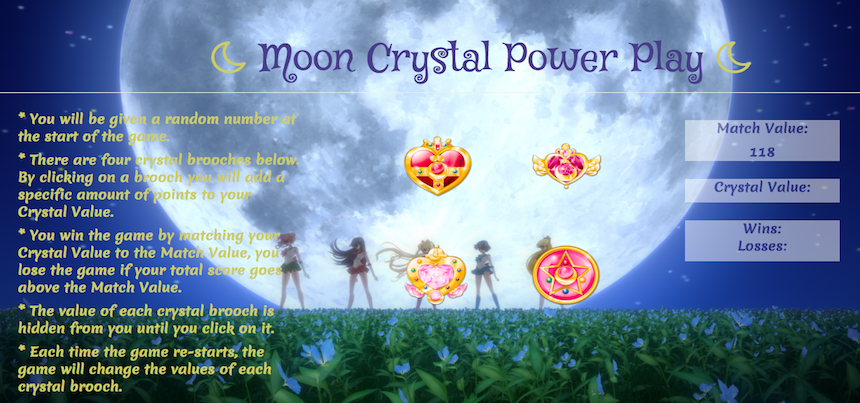 Moon Crystal Power Play
* You will be given a random number at
the start of the game.
* There are four crystal brooches below.
By clicking on a brooch you will add a
specific amount of points to your
Crystal Value.
* You win the game by matching your
Crystal Value to the Match Value, you
lose the game if your total score goes
above the Match Value.
* The value of each crystal brooch is
hidden from you until you click on it.
* Each time the game re-starts, the
game will change the values of each
crystal brooch.
Match Value:
118
Crystal Value:
Wins:
Losses: